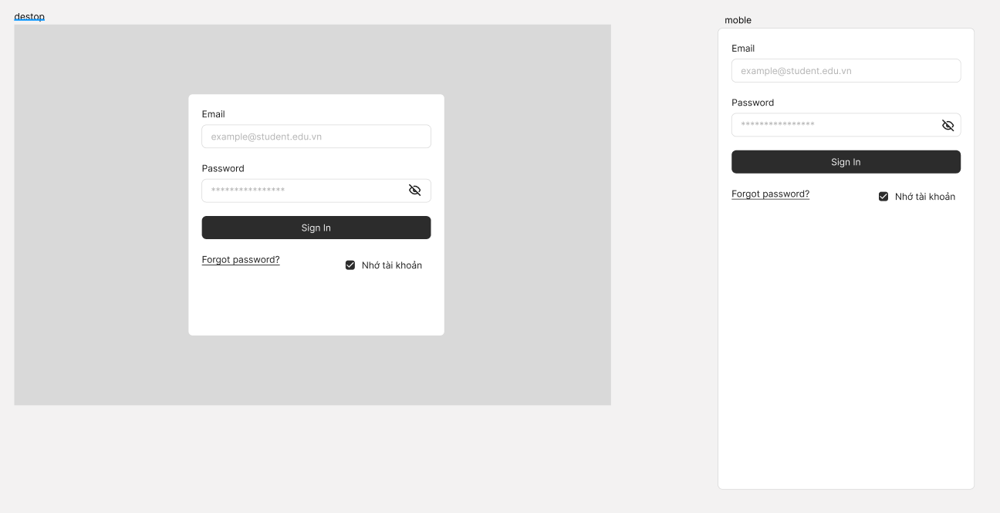 destop
Email
example@student.edu.vn
Password
****************
Sign In
Forgot password?
Nhớ tài khoản
moble
Email
example@student.edu.vn
Password
****************
Sign In
Forgot password?
Nhớ tài khoản